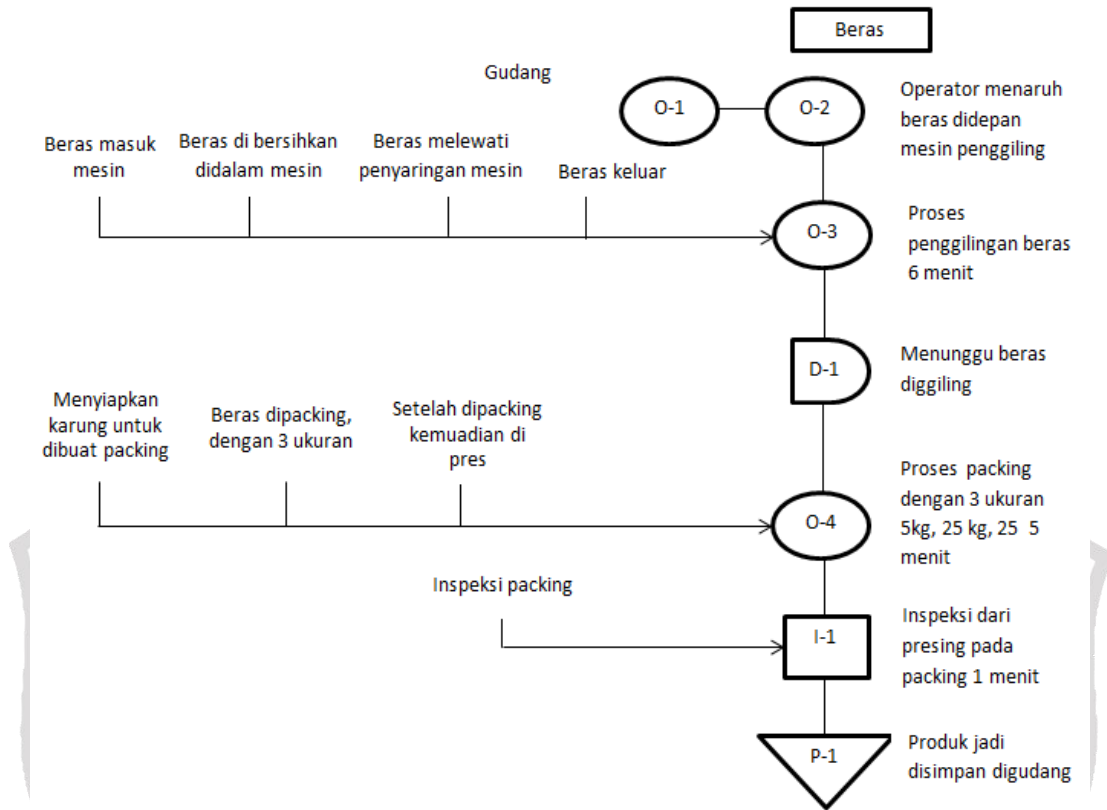 Beras
Gudang
O-1
O-2
Operator menaruh
beras didepan
mesin penggiling
Beras masuk
mesin
Beras di bersihkan
didalam mesin
Beras melewati
penyaringan mesin
Beras keluar
O-3
Proses
penggilingan beras
6 menit
D-1
Menunggu beras
diggiling
Menyiapkan
karung untuk
dibuat packing
Beras dipacking,
dengan 3 ukuran
Setelah dipacking
kemuadian di
pres
O-4
Proses packing
dengan 3 ukuran
5kg, 25 kg, 25 5
menit
Inspeksi packing
I-1
Inspeksi dari
presing pada
packing 1 menit
P-1
Produk jadi
disimpan digudang